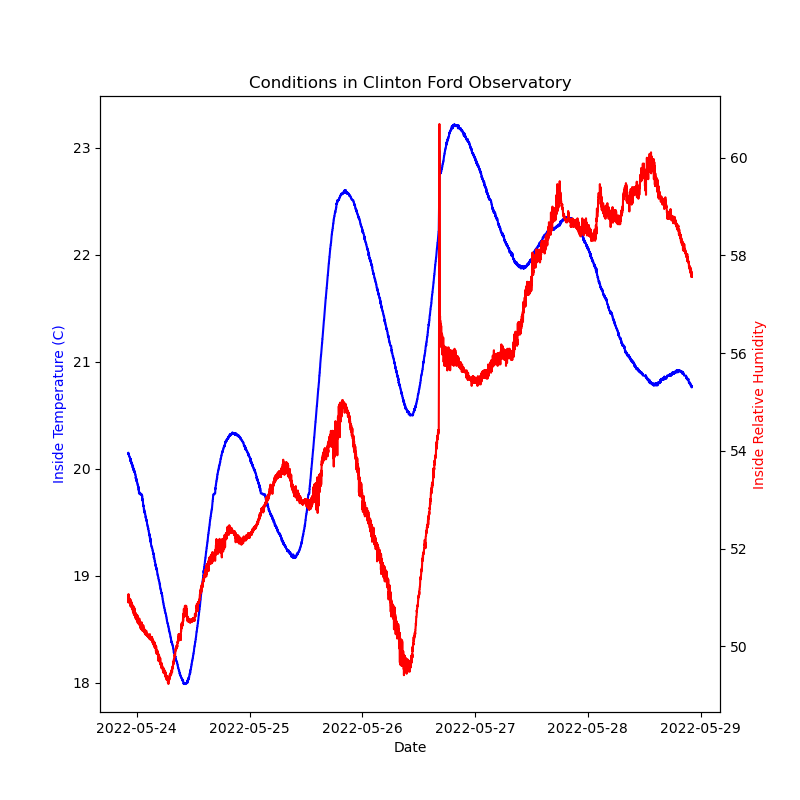 Conditions in Clinton Ford Observatory
23
22
21
20
19
18
Inside Temperature (C)
60
58
56
54
52
50
Inside Relative Humidity
2022-05-24 2022-05-25 2022-05-26 2022-05-27 2022-05-28 2022-05-29
Date